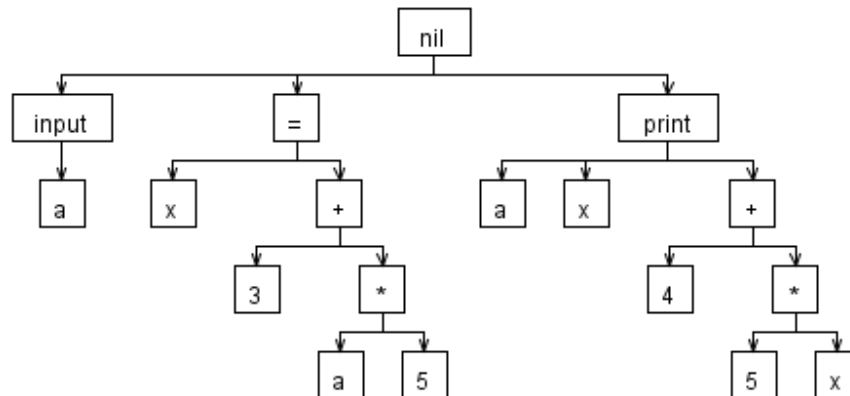 nil
input = print
a x + a x +
3 * 4 *
a 5 5 x